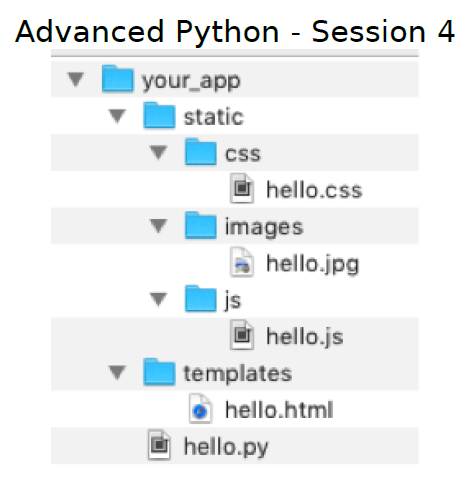 Advanced Python - Session 4
your_app
static
css
hello.css
images
hello.jpg
js
hello.js
templates
hello.html
hello.py